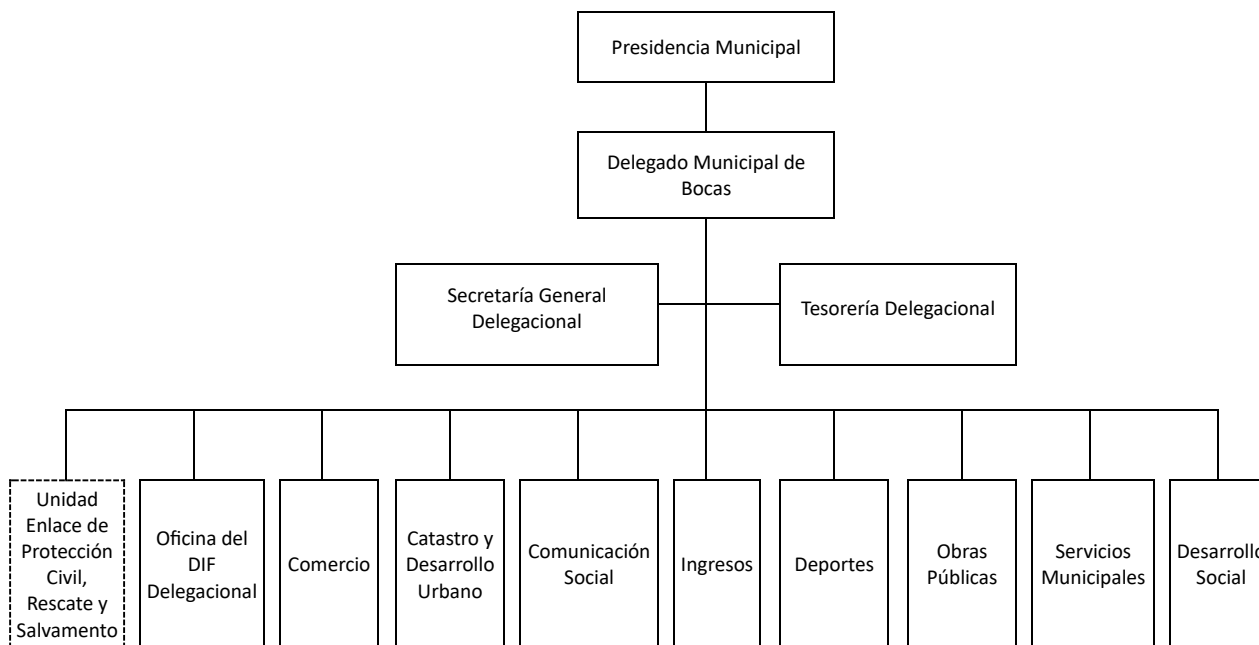 Presidencia Municipal
Delegado Municipal de
Bocas
Secretaría General
Delegacional
Tesorería Delegacional
Unidad
Enlace de
Protección
Civil,
Rescate y
Salvamento
Oficina del
DIF
Delegacional
Comercio
Catastro y
Desarrollo
Urbano
Comunicación
Social
Ingresos
Deportes
Obras
Públicas
Servicios
Municipales
Desarrollo
Social